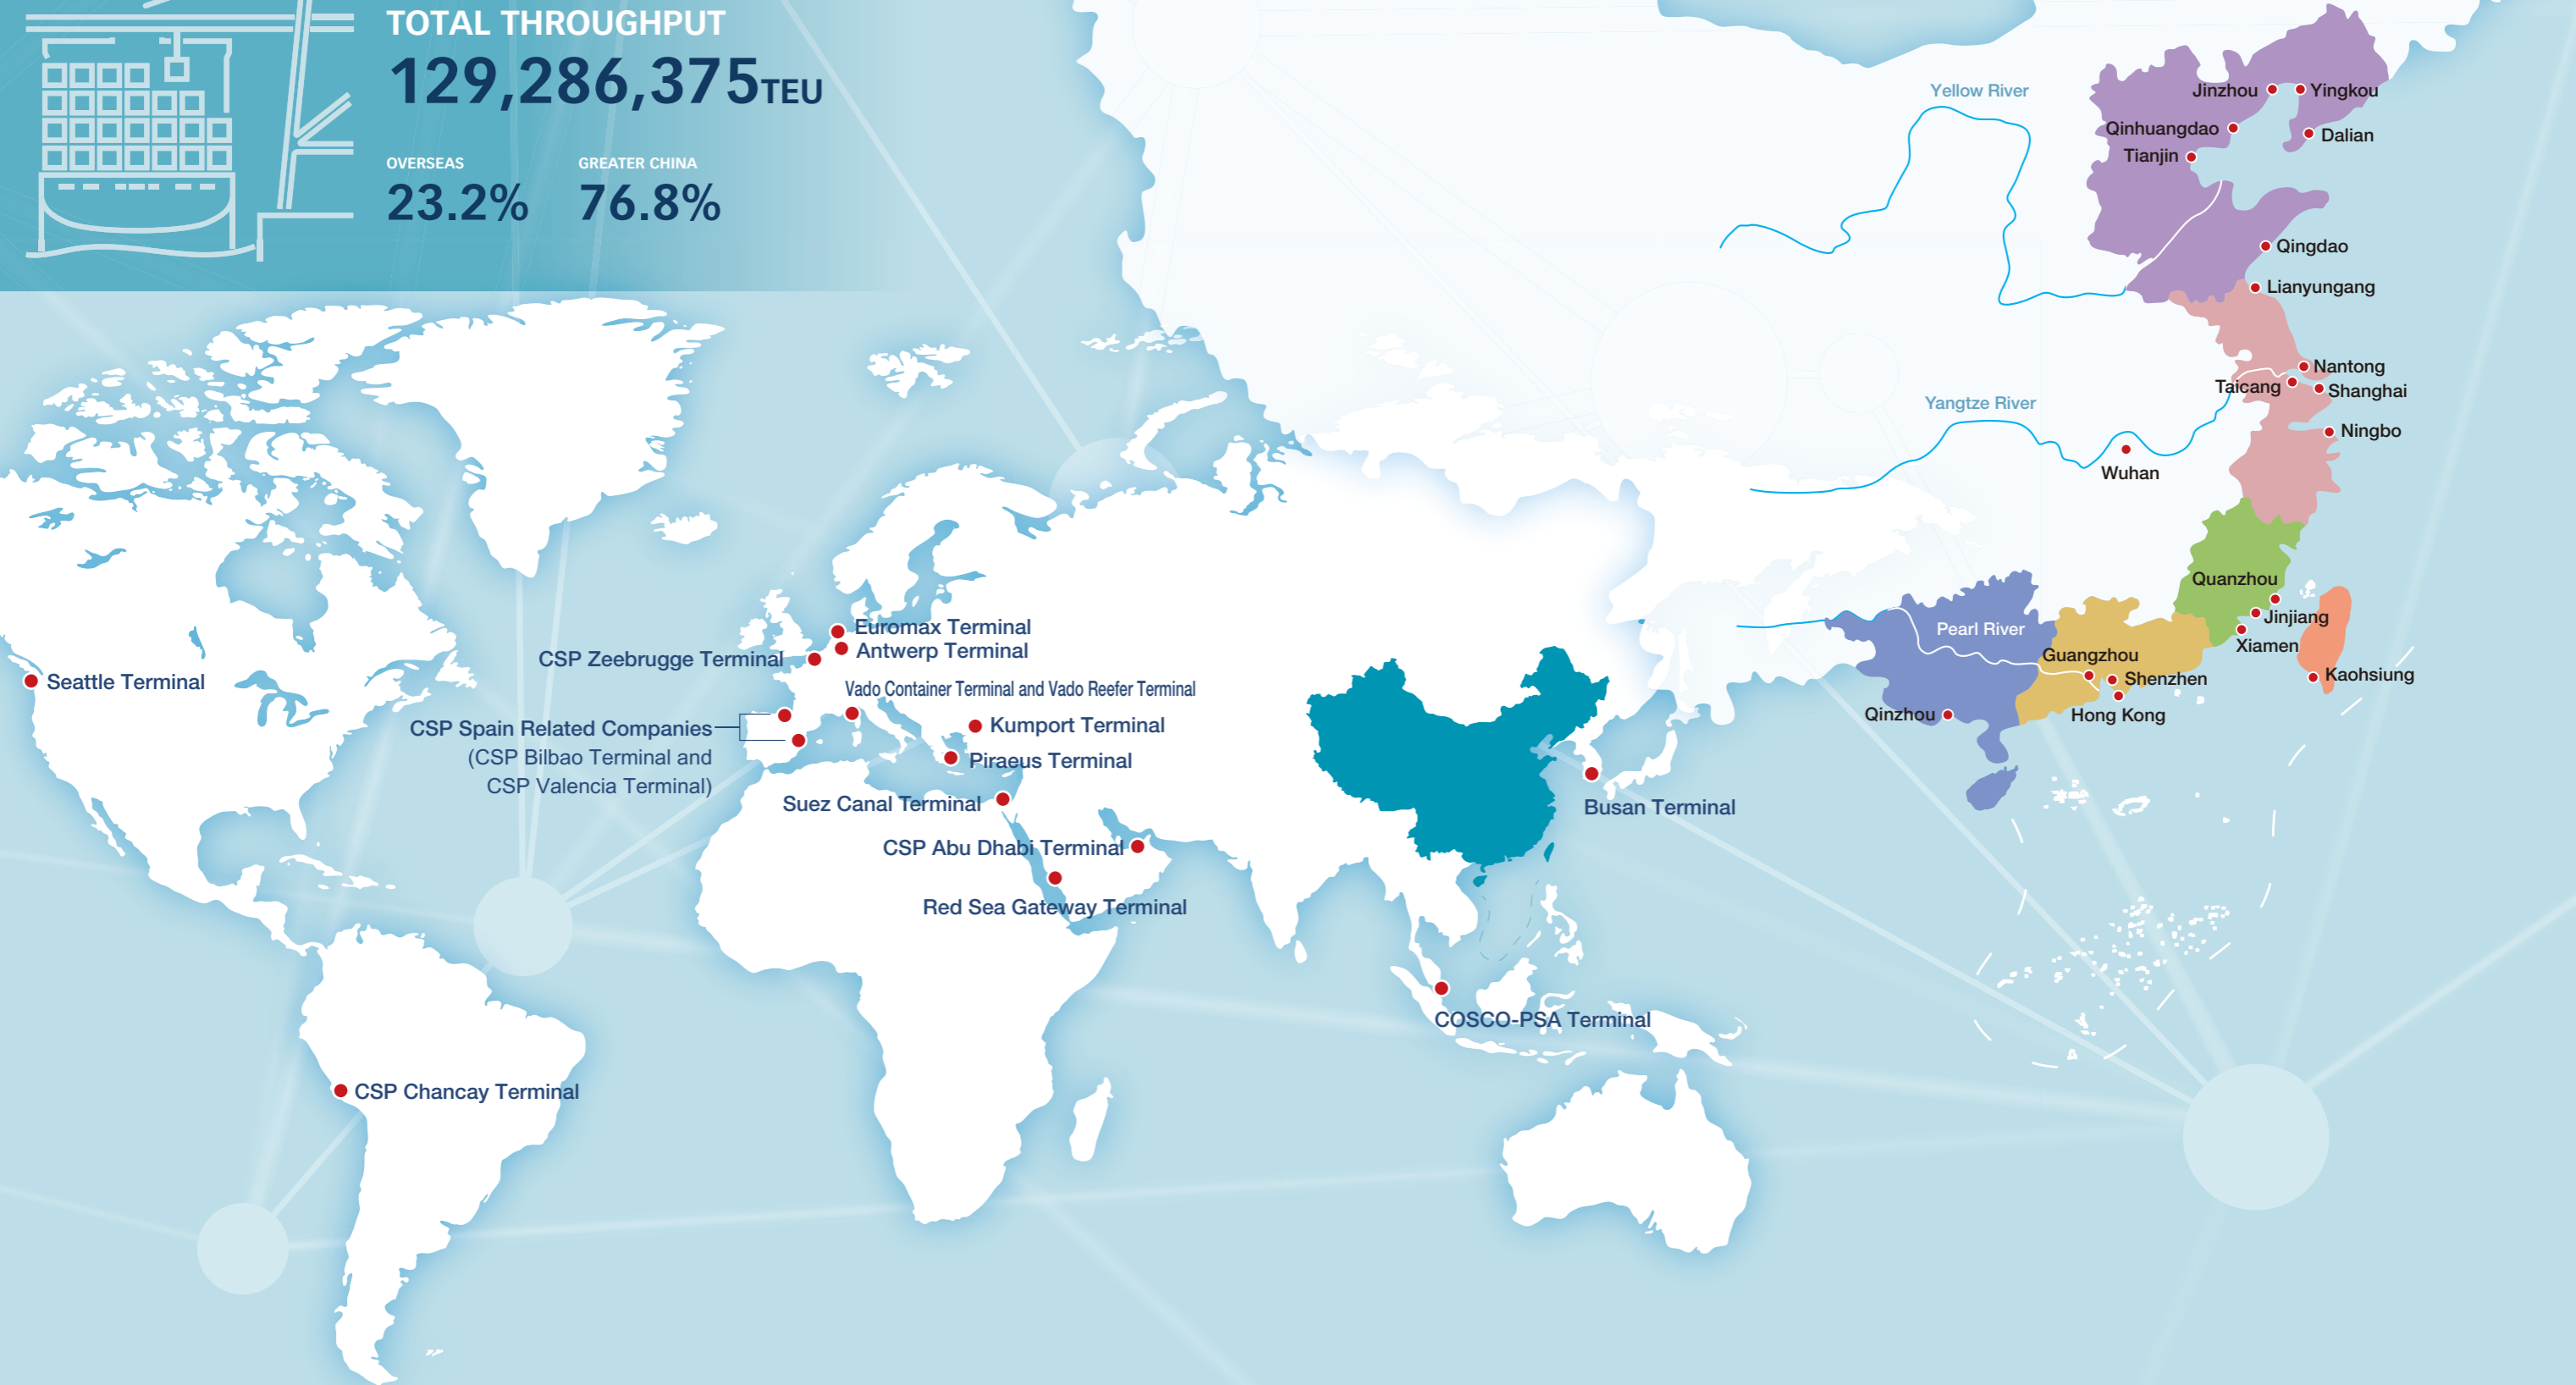 TOTAL THROUGHPUT
129,286,375TEU
OVERSEAS
23.2%
GREATER CHINA
76.8%
Yellow River
Jinzhou
Yingkou
Qinhuangdao
Dalian
Tianjin
Qingdao
Lianyungang
Nantong
Taicang
Shanghai
Yangtze River
Ningbo
Wuhan
Quanzhou
Jinjiang
Pearl River
Xiamen
Guangzhou
Shenzhen
Kaohsiung
Qinzhou
Hong Kong
Euromax Terminal
Antwerp Terminal
CSP Zeebrugge Terminal
Seattle Terminal
Vado Container Terminal and Vado Reefer Terminal
CSP Spain Related Companies
(CSP Bilbao Terminal and
CSP Valencia Terminal)
Kumport Terminal
Piraeus Terminal
Suez Canal Terminal
Busan Terminal
CSP Abu Dhabi Terminal
Red Sea Gateway Terminal
COSCO-PSA Terminal
CSP Chancay Terminal